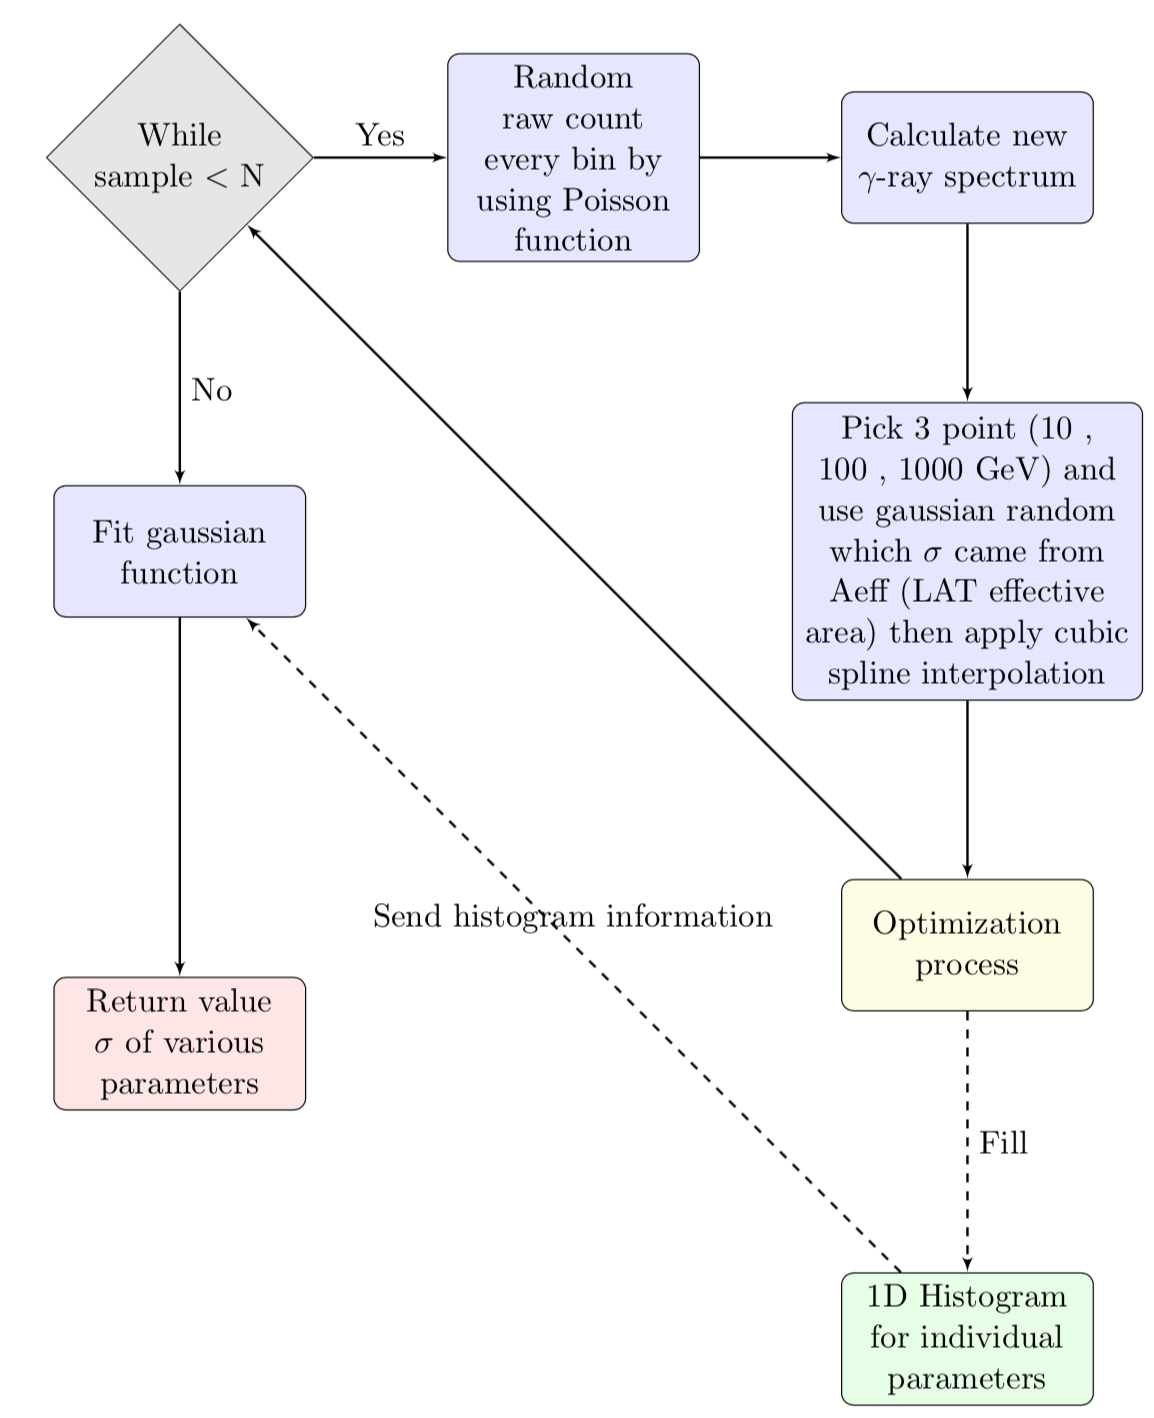 While
sample < N
Yes
Random
raw count
every bin by
using Poisson
function
Calculate new
γ-ray spectrum
No
Pick 3 point (10 ,
100 , 1000 GeV) and
use gaussian random
which σ came from
Aeff (LAT effective
area) then apply cubic
spline interpolation
Fit gaussian
function
Send histogram information
Optimization
process
Return value
σ of various
parameters
Fill
1D Histogram
for individual
parameters